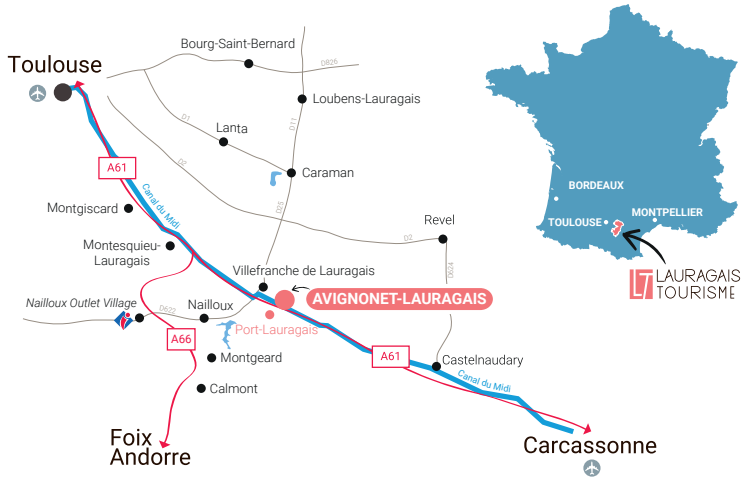 Bourg-Saint-Bernard
D826
Toulouse
Loubens-Lauragais
D1
D11
Lanta
D2
A61
Caraman
Canal du Midi
BORDEAUX
Montgiscard
D25
MONTPELLIER
TOULOUSE
Revel
D2
Montesquieu-
Lauragais
Villefranche de Lauragais
D624
LT LAURAGAIS
TOURISME
AVIGNONET-LAURAGAIS
Nailloux Outlet Village
D622
Nailloux
Port-Lauragais
A66
A61
Montgeard
Castelnaudary
Canal du Midi
Calmont
Foix
Andorre
Carcassonne